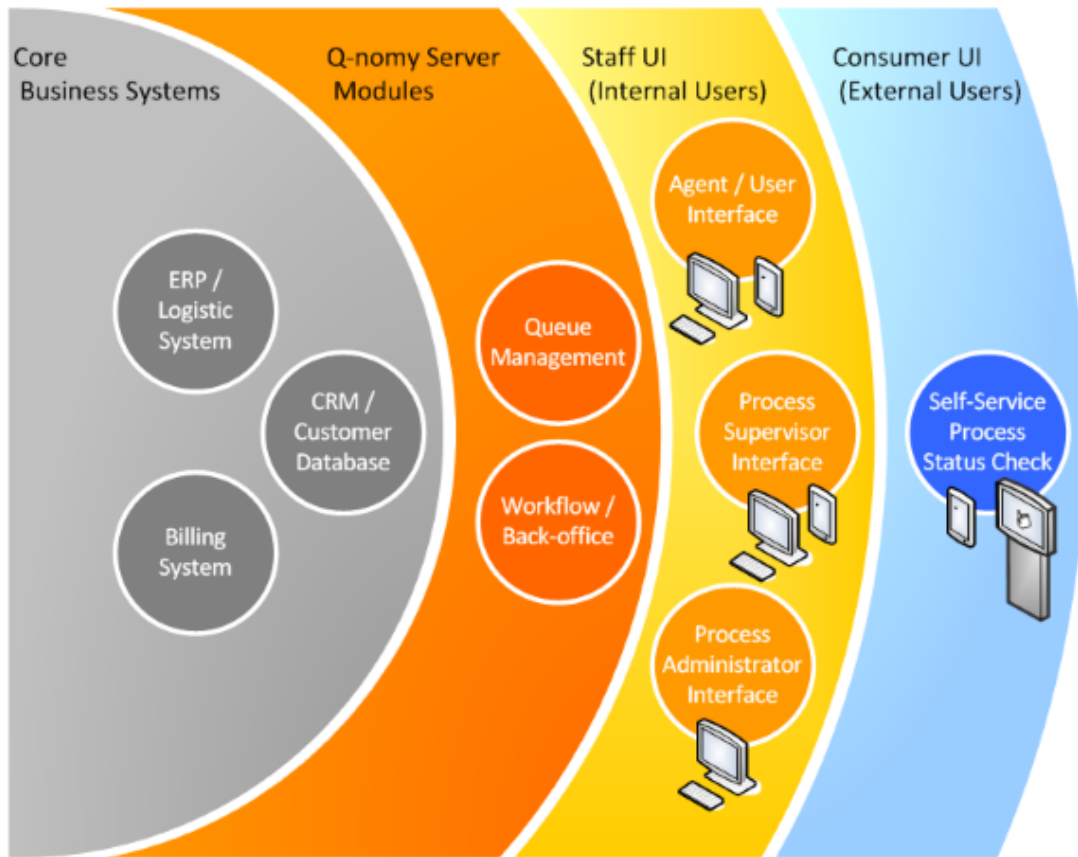 Core
Business Systems
Q-nomy Server
Modules
Staff UI
(Internal Users)
Consumer UI
(External Users)
Agent / User
Interface
ERP /
Logistic
System
Queue
Management
CRM /
Customer
Database
Process
Supervisor
Interface
Self-Service
Process
Status Check
Workflow /
Back-office
Billing
System
Process
Administrator
Interface